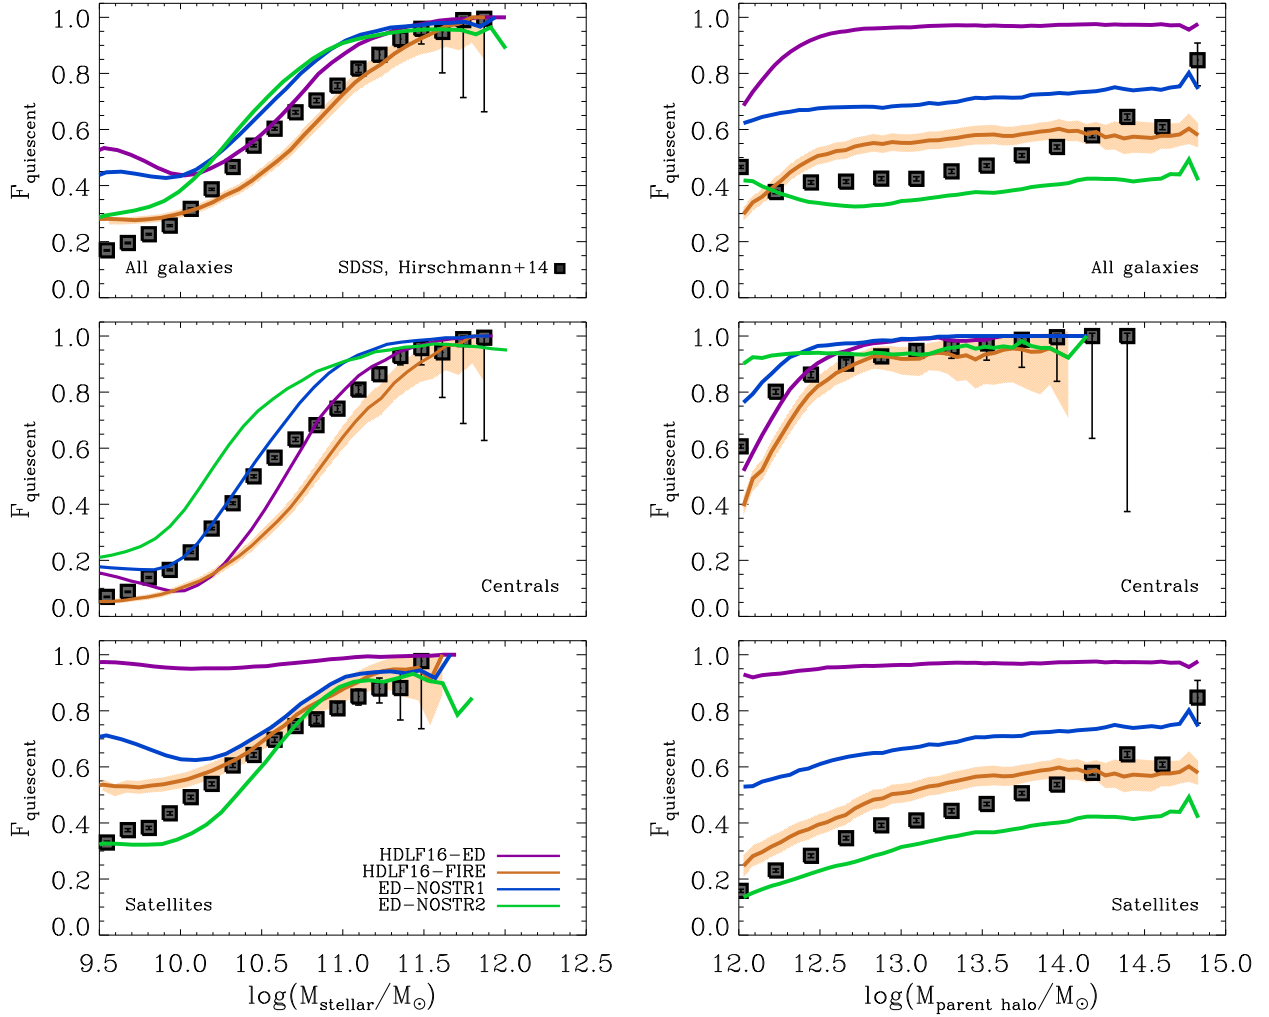 1.0
0.8
0.6
0.4
0.2
0.0
F_quiescent
All galaxies
SDSS, Hirschmann+14
1.0
0.8
0.6
0.4
0.2
0.0
F_quiescent
All galaxies
1.0
0.8
0.6
0.4
0.2
0.0
F_quiescent
Centrals
1.0
0.8
0.6
0.4
0.2
0.0
F_quiescent
Centrals
1.0
0.8
0.6
0.4
0.2
0.0
F_quiescent
HDLF16-ED
HDLF16-FIRE
ED-NOSTR1
ED-NOSTR2
Satellites
9.5 10.0 10.5 11.0 11.5 12.0 12.5
log(M_stellar/M_⊙)
1.0
0.8
0.6
0.4
0.2
0.0
F_quiescent
Satellites
12.0 12.5 13.0 13.5 14.0 14.5 15.0
log(M_parent halo/M_⊙)